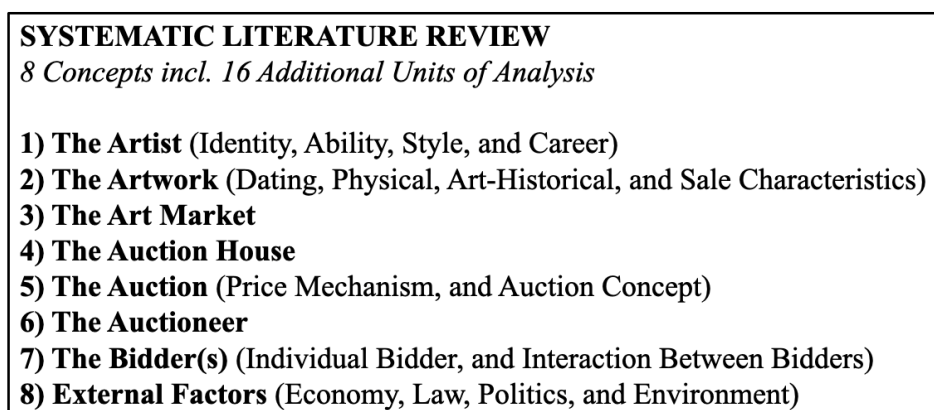 SYSTEMATIC LITERATURE REVIEW
8 Concepts incl. 16 Additional Units of Analysis
1) The Artist (Identity, Ability, Style, and Career)
2) The Artwork (Dating, Physical, Art-Historical, and Sale Characteristics)
3) The Art Market
4) The Auction House
5) The Auction (Price Mechanism, and Auction Concept)
6) The Auctioneer
7) The Bidder(s) (Individual Bidder, and Interaction Between Bidders)
8) External Factors (Economy, Law, Politics, and Environment)